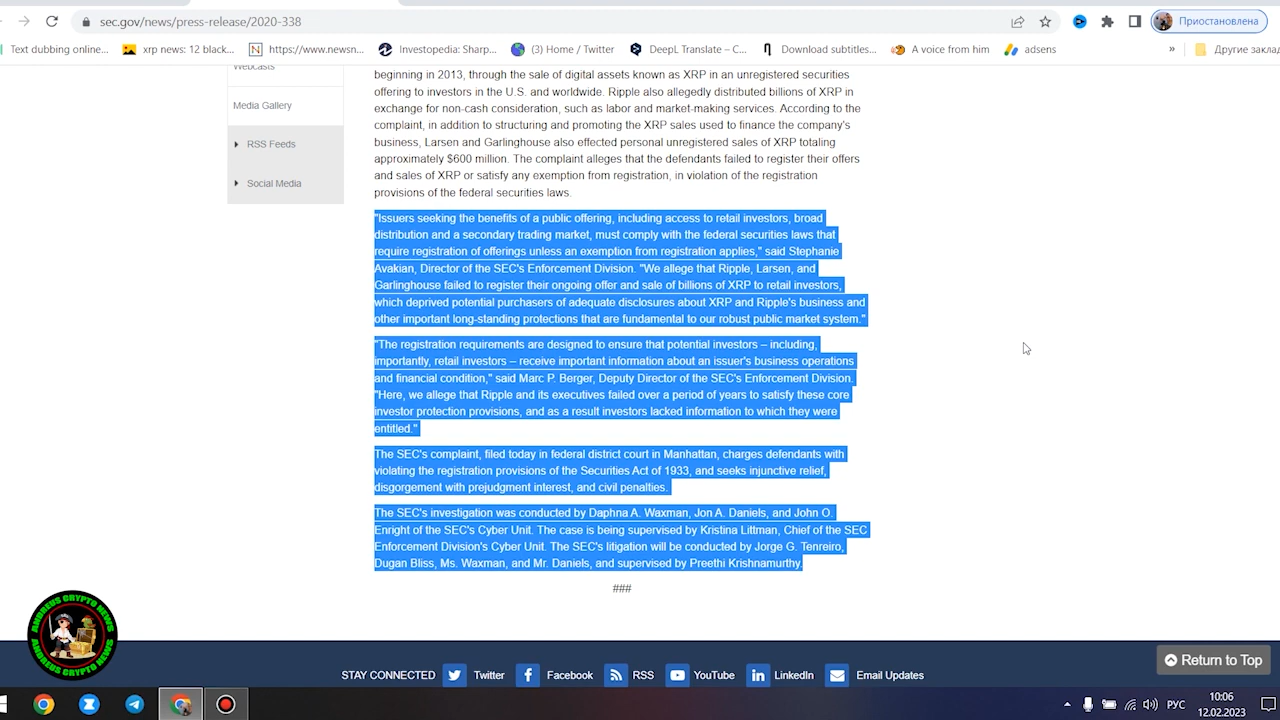 sec.gov/news/press-release/2020-338
Приостановлена
Text dubbing online...
xrp news: 12 black...
https://www.newsn...
Investopedia: Sharp...
(3) Home / Twitter
DeepL Translate – C...
Download subtitles...
A voice from him
adsens
»
Другие заклад
Webcasts
Media Gallery
RSS Feeds
Social Media
beginning in 2013, through the sale of digital assets known as XRP in an unregistered securities
offering to investors in the U.S. and worldwide. Ripple also allegedly distributed billions of XRP in
exchange for non-cash consideration, such as labor and market-making services. According to the
complaint, in addition to structuring and promoting the XRP sales used to finance the company's
business, Larsen and Garlinghouse also effected personal unregistered sales of XRP totaling
approximately $600 million. The complaint alleges that the defendants failed to register their offers
and sales of XRP or satisfy any exemption from registration, in violation of the registration
provisions of the federal securities laws.
"Issuers seeking the benefits of a public offering, including access to retail investors, broad
distribution and a secondary trading market, must comply with the federal securities laws that
require registration of offerings unless an exemption from registration applies," said Stephanie
Avakian, Director of the SEC's Enforcement Division. "We allege that Ripple, Larsen, and
Garlinghouse failed to register their ongoing offer and sale of billions of XRP to retail investors,
which deprived potential purchasers of adequate disclosures about XRP and Ripple's business and
other important long-standing protections that are fundamental to our robust public market system."
"The registration requirements are designed to ensure that potential investors – including,
importantly, retail investors – receive important information about an issuer's business operations
and financial condition," said Marc P. Berger, Deputy Director of the SEC's Enforcement Division.
"Here, we allege that Ripple and its executives failed over a period of years to satisfy these core
investor protection provisions, and as a result investors lacked information to which they were
entitled."
The SEC's complaint, filed today in federal district court in Manhattan, charges defendants with
violating the registration provisions of the Securities Act of 1933, and seeks injunctive relief,
disgorgement with prejudgment interest, and civil penalties.
The SEC's investigation was conducted by Daphna A. Waxman, Jon A. Daniels, and John O.
Enright of the SEC's Cyber Unit. The case is being supervised by Kristina Littman, Chief of the SEC
Enforcement Division's Cyber Unit. The SEC's litigation will be conducted by Jorge G. Tenreiro,
Dugan Bliss, Ms. Waxman, and Mr. Daniels, and supervised by Preethi Krishnamurthy.
###
ANDREUS CRYPTO NEWS
ANDREUS CRYPTO NEWS
Return to Top
STAY CONNECTED
Twitter
Facebook
RSS
YouTube
LinkedIn
Email Updates
РУС
10:06
12.02.2023